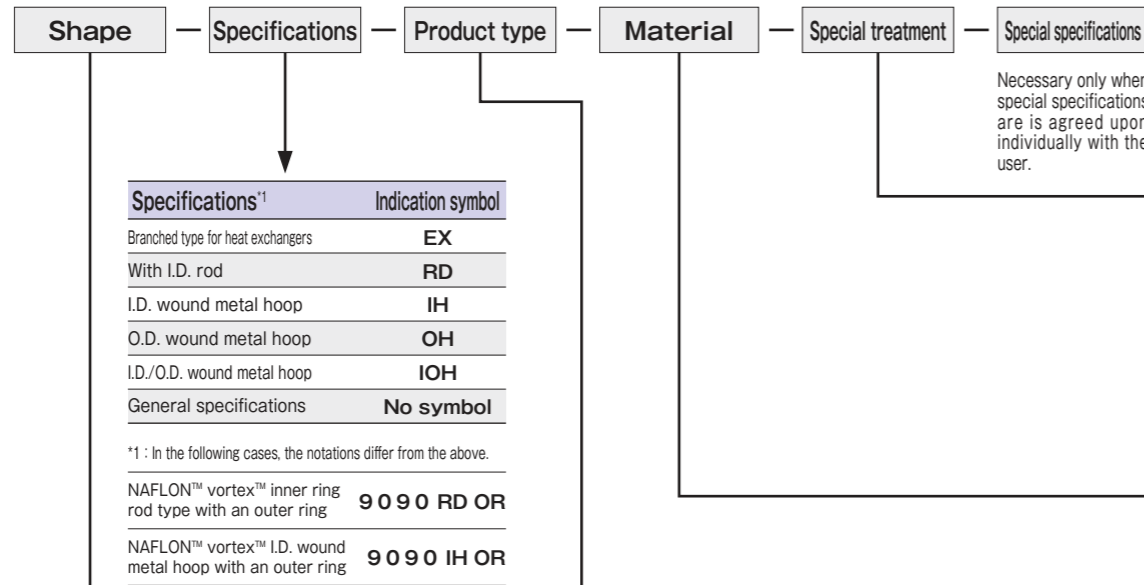 Shape — Specifications — Product type — Material — Special treatment — Special specifications
Necessary only when
special specifications
are is agreed upon
individually with the
user.
Specifications*1 Indication symbol
Branched type for heat exchangers EX
With I.D. rod RD
I.D. wound metal hoop IH
O.D. wound metal hoop OH
I.D./O.D. wound metal hoop IOH
General specifications No symbol
*1 : In the following cases, the notations differ from the above.
NAFLON™ vortex™ inner ring
rod type with an outer ring 9090 RD OR
NAFLON™ vortex™ I.D. wound
metal hoop with an outer ring 9090 IH OR